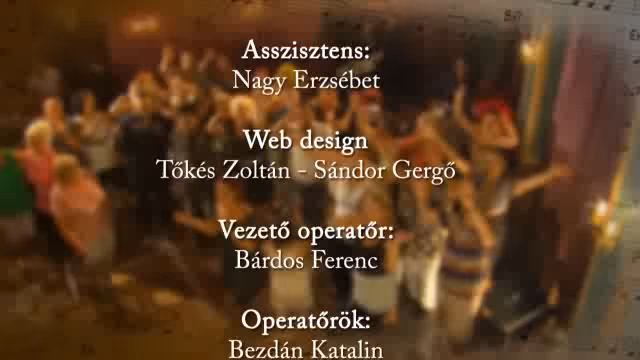 Asszisztens:
Nagy Erzsébet
Web design
Tőkés Zoltán - Sándor Gergő
Vezető operatőr:
Bárdos Ferenc
Operatőrök:
Bezdán Katalin